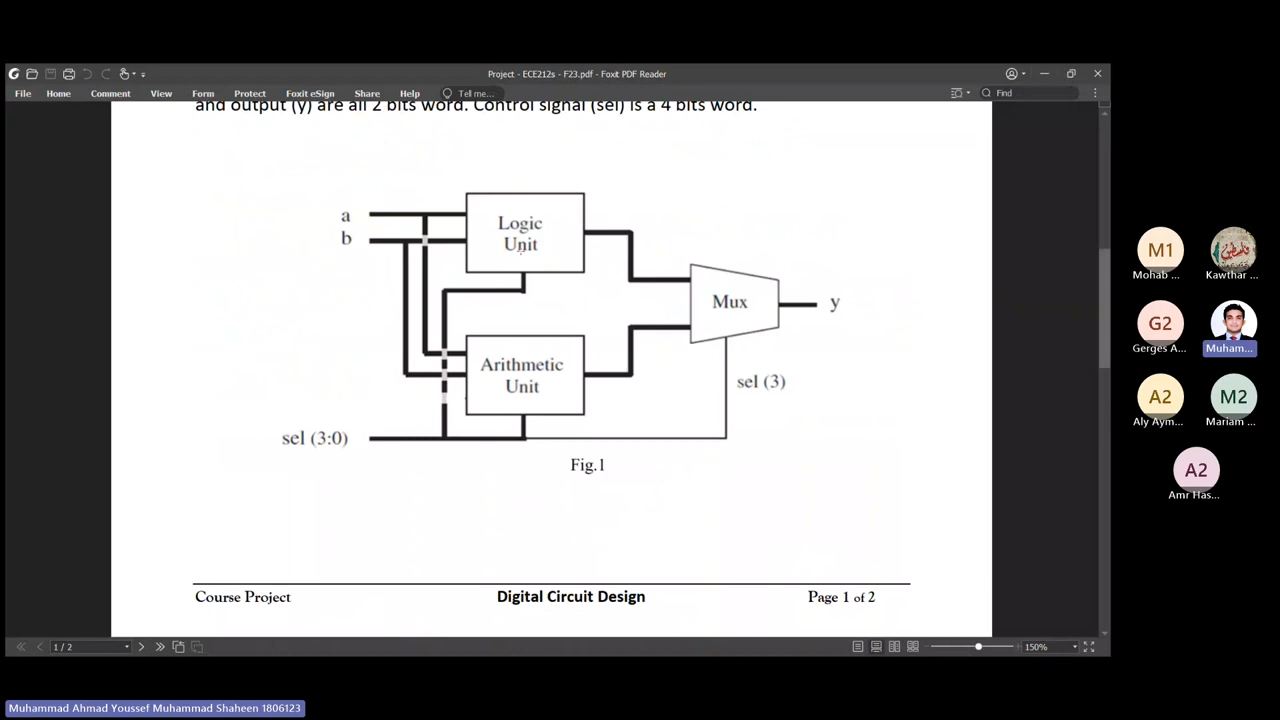 Project - ECE212s - F23.pdf - Foxit PDF Reader
File Home Comment View Form Protect Foxit eSign Share Help Tell me... Find
and output (y) are all 2 bits word. Control signal (sel) is a 4 bits word.
a
b
Logic
Unit
Mux
y
Arithmetic
Unit
sel (3)
sel (3:0)
Fig.1
Course Project Digital Circuit Design Page 1 of 2
1 / 2
150%
M1
Mohab ...
Kawthar ...
G2
Gerges A...
Muham...
A2
Aly Aym...
M2
Mariam ...
A2
Amr Has...
Muhammad Ahmad Youssef Muhammad Shaheen 1806123